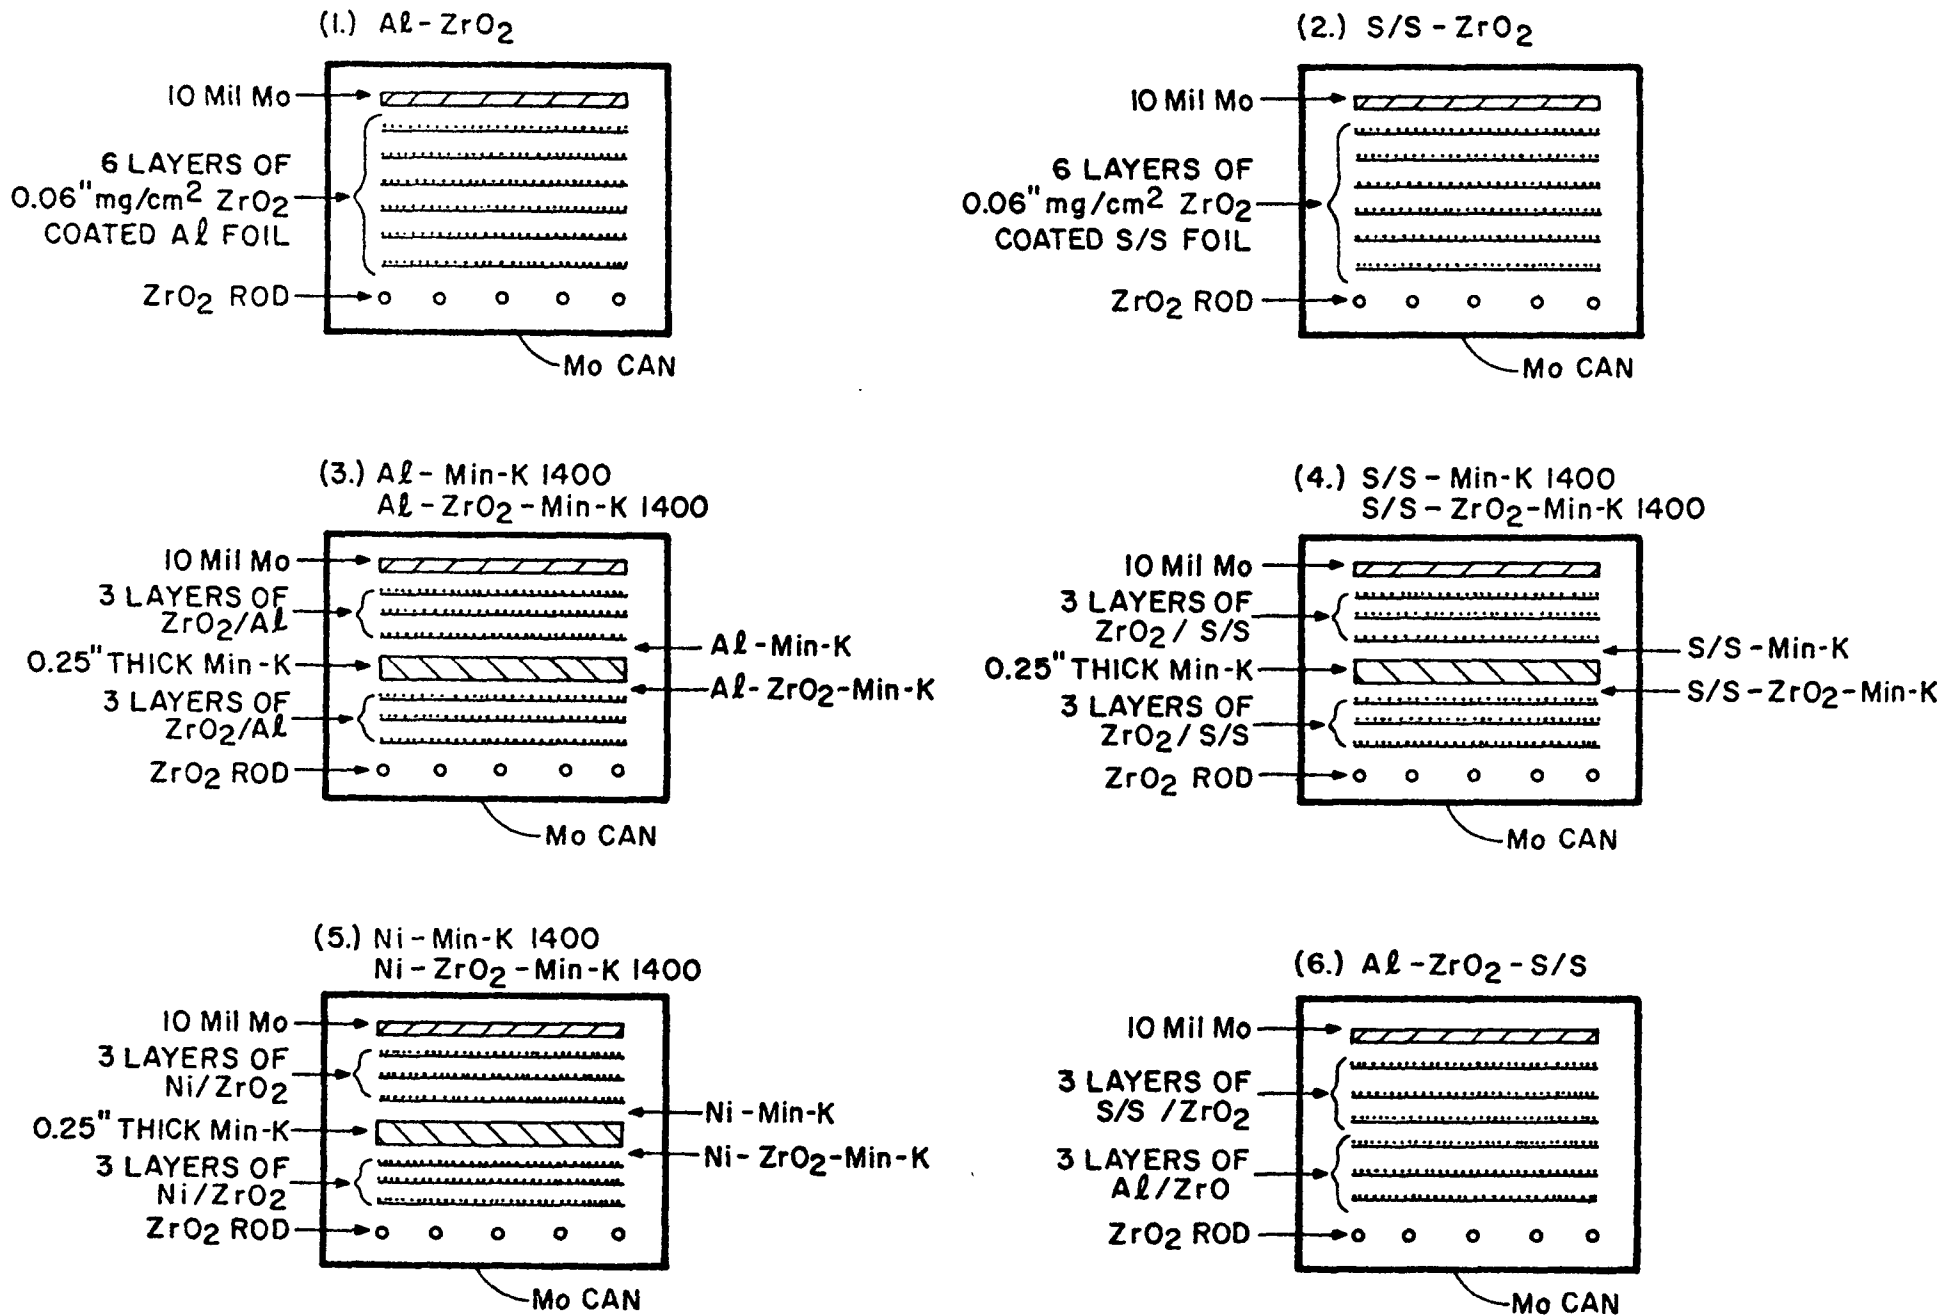 (1.) Al-ZrO2
10 Mil Mo
6 LAYERS OF
0.06" mg/cm2 ZrO2
COATED Al FOIL
ZrO2 ROD
Mo CAN
(2.) S/S-ZrO2
10 Mil Mo
6 LAYERS OF
0.06" mg/cm2 ZrO2
COATED S/S FOIL
ZrO2 ROD
Mo CAN
(3.) Al-Min-K 1400
Al-ZrO2-Min-K 1400
10 Mil Mo
3 LAYERS OF
ZrO2/Al
0.25" THICK Min-K
3 LAYERS OF
ZrO2/Al
ZrO2 ROD
Al-Min-K
Al-ZrO2-Min-K
Mo CAN
(4.) S/S-Min-K 1400
S/S-ZrO2-Min-K 1400
10 Mil Mo
3 LAYERS OF
ZrO2/S/S
0.25" THICK Min-K
3 LAYERS OF
ZrO2/S/S
ZrO2 ROD
S/S-Min-K
S/S-ZrO2-Min-K
Mo CAN
(5.) Ni-Min-K 1400
Ni-ZrO2-Min-K 1400
10 Mil Mo
3 LAYERS OF
Ni/ZrO2
0.25" THICK Min-K
3 LAYERS OF
Ni/ZrO2
ZrO2 ROD
Ni-Min-K
Ni-ZrO2-Min-K
Mo CAN
(6.) Al-ZrO2-S/S
10 Mil Mo
3 LAYERS OF
S/S /ZrO2
3 LAYERS OF
Al/ZrO
ZrO2 ROD
Mo CAN